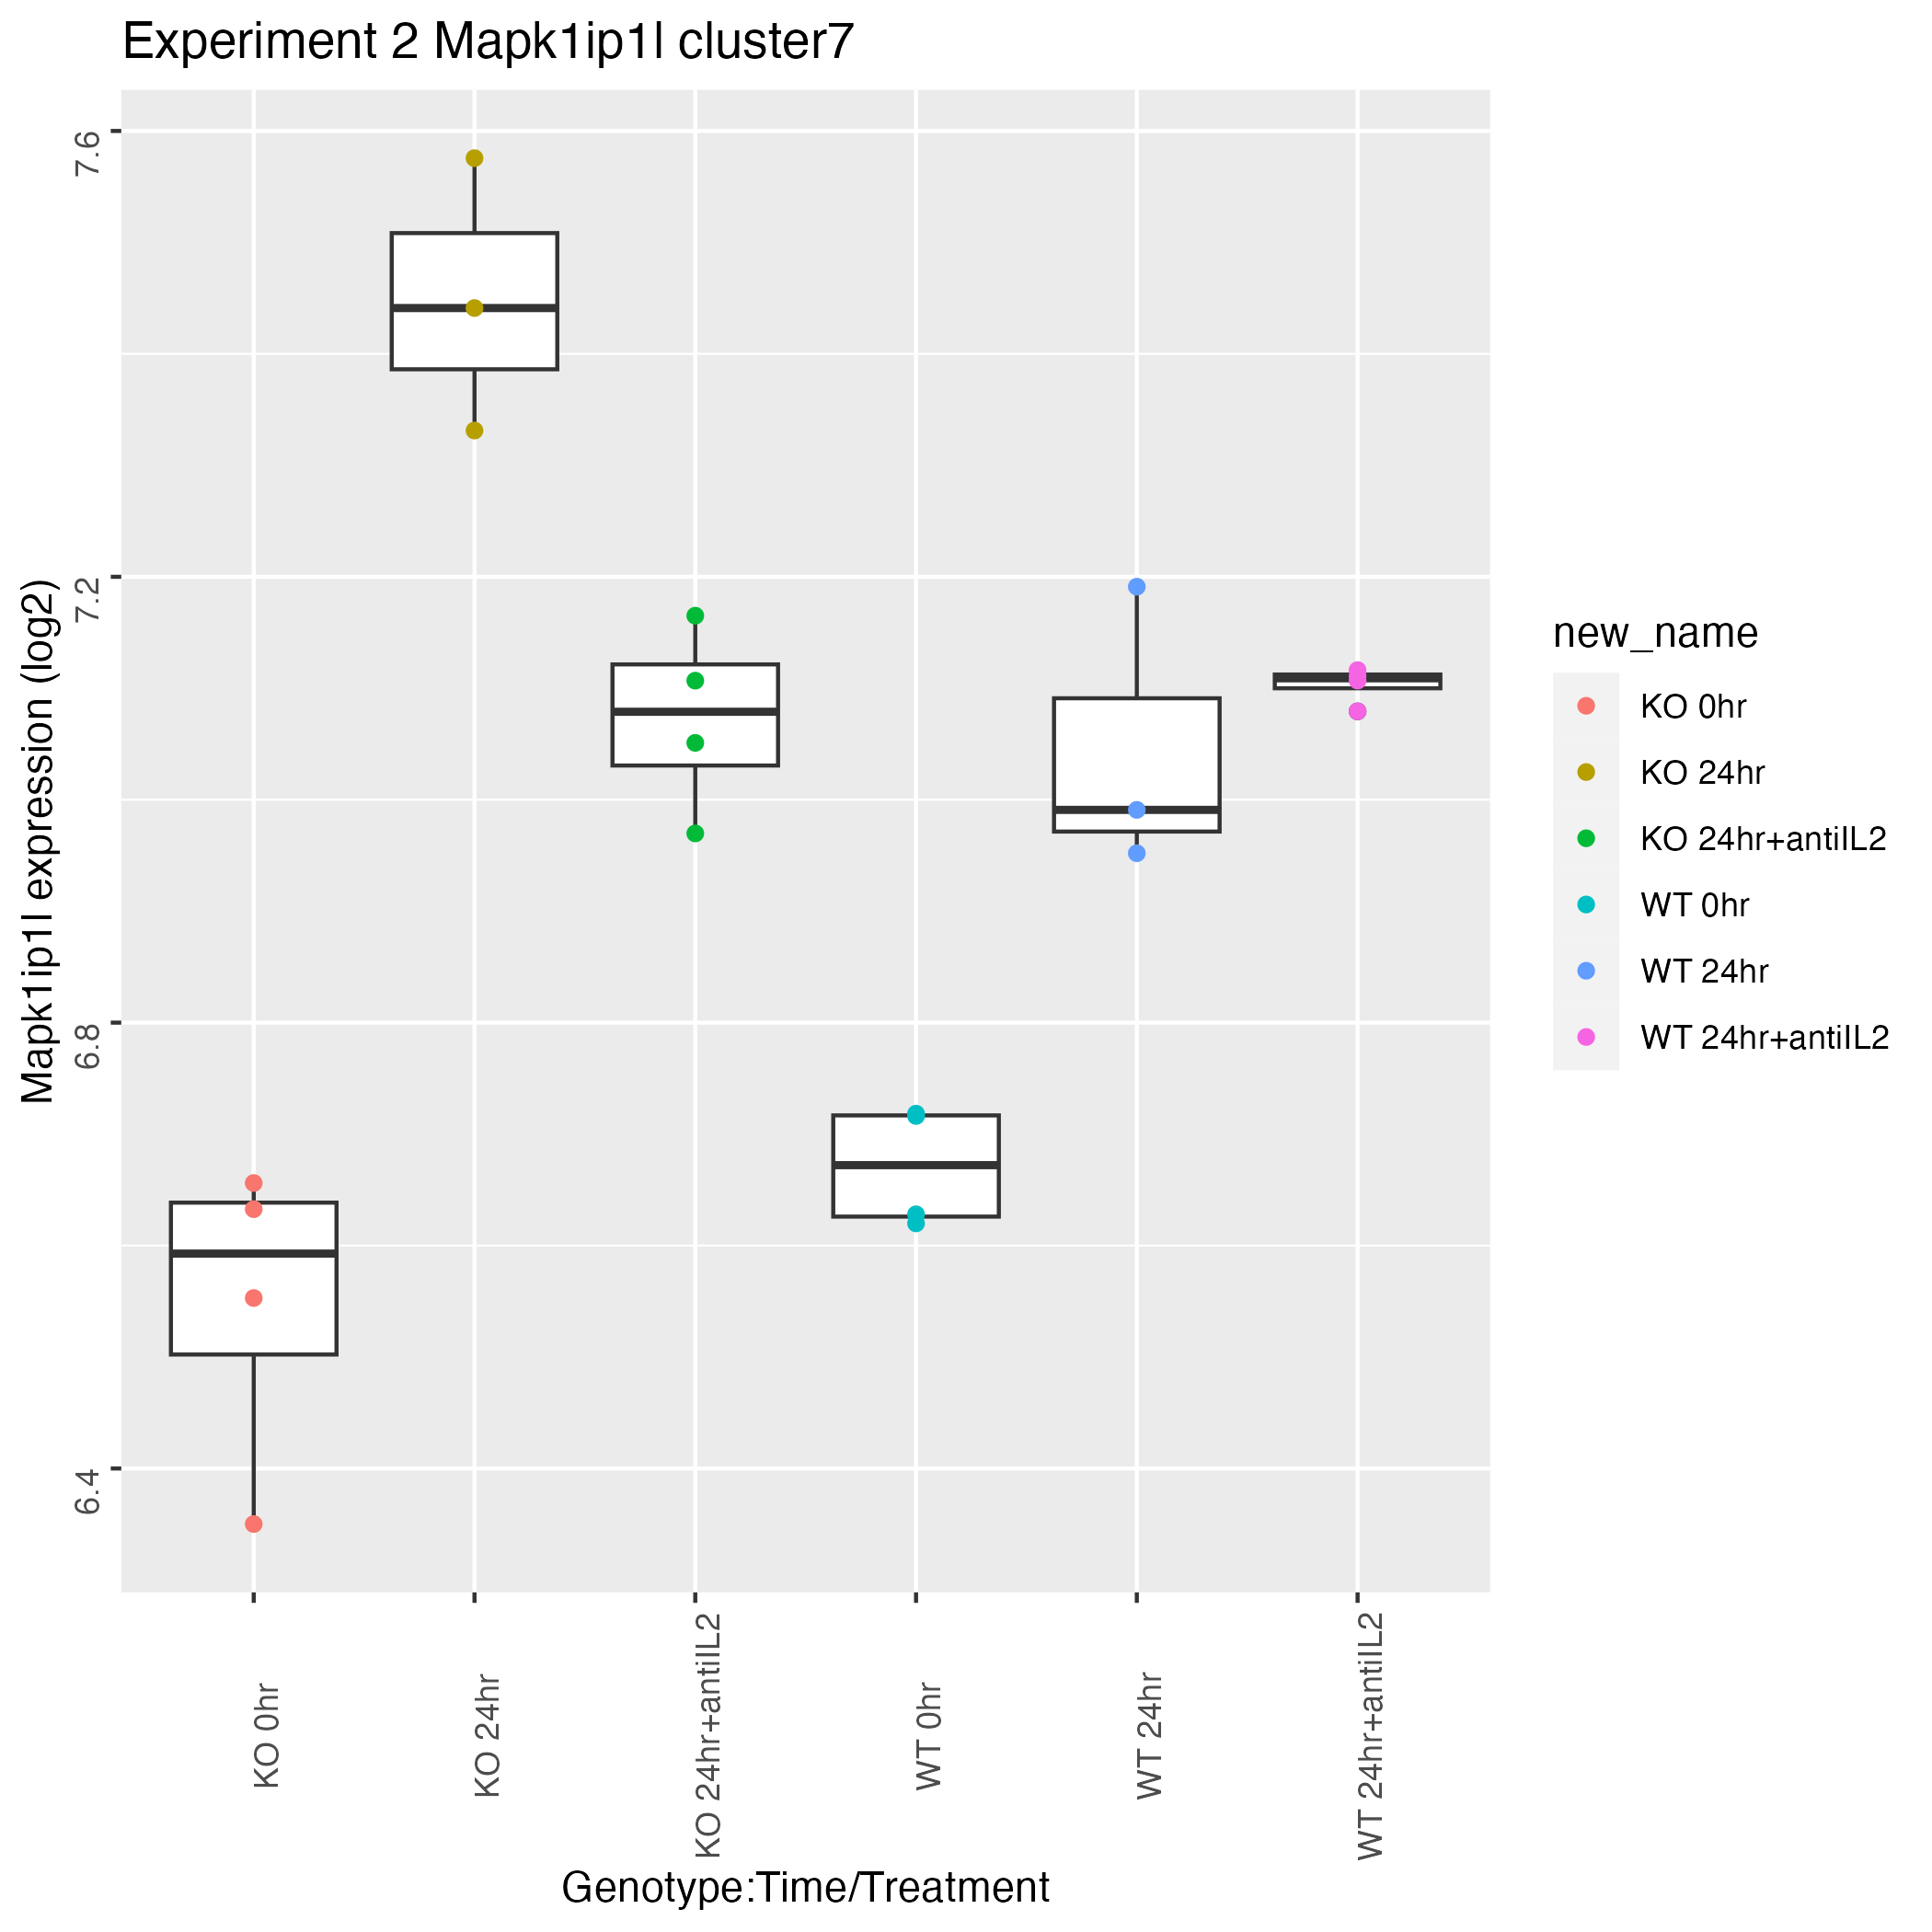 Experiment 2 Mapk1ip1l cluster7
Mapk1ip1l expression (log2)
7.6
7.2
6.8
6.4
KO 0hr
KO 24hr
KO 24hr+antiIL2
WT 0hr
WT 24hr
WT 24hr+antiIL2
Genotype:Time/Treatment
new_name
KO 0hr
KO 24hr
KO 24hr+antiIL2
WT 0hr
WT 24hr
WT 24hr+antiIL2